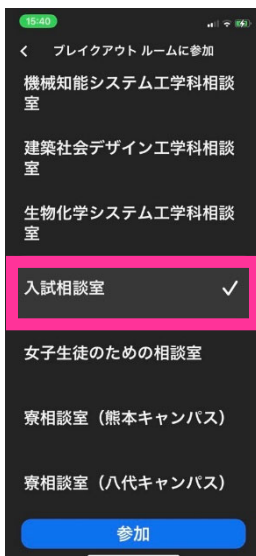 15:40
ブレイクアウト ルームに参加
機械知能システム工学科相談
室
建築社会デザイン工学科相談
室
生物化学システム工学科相談
室
入試相談室
女子生徒のための相談室
寮相談室（熊本キャンパス）
寮相談室（八代キャンパス）
参加